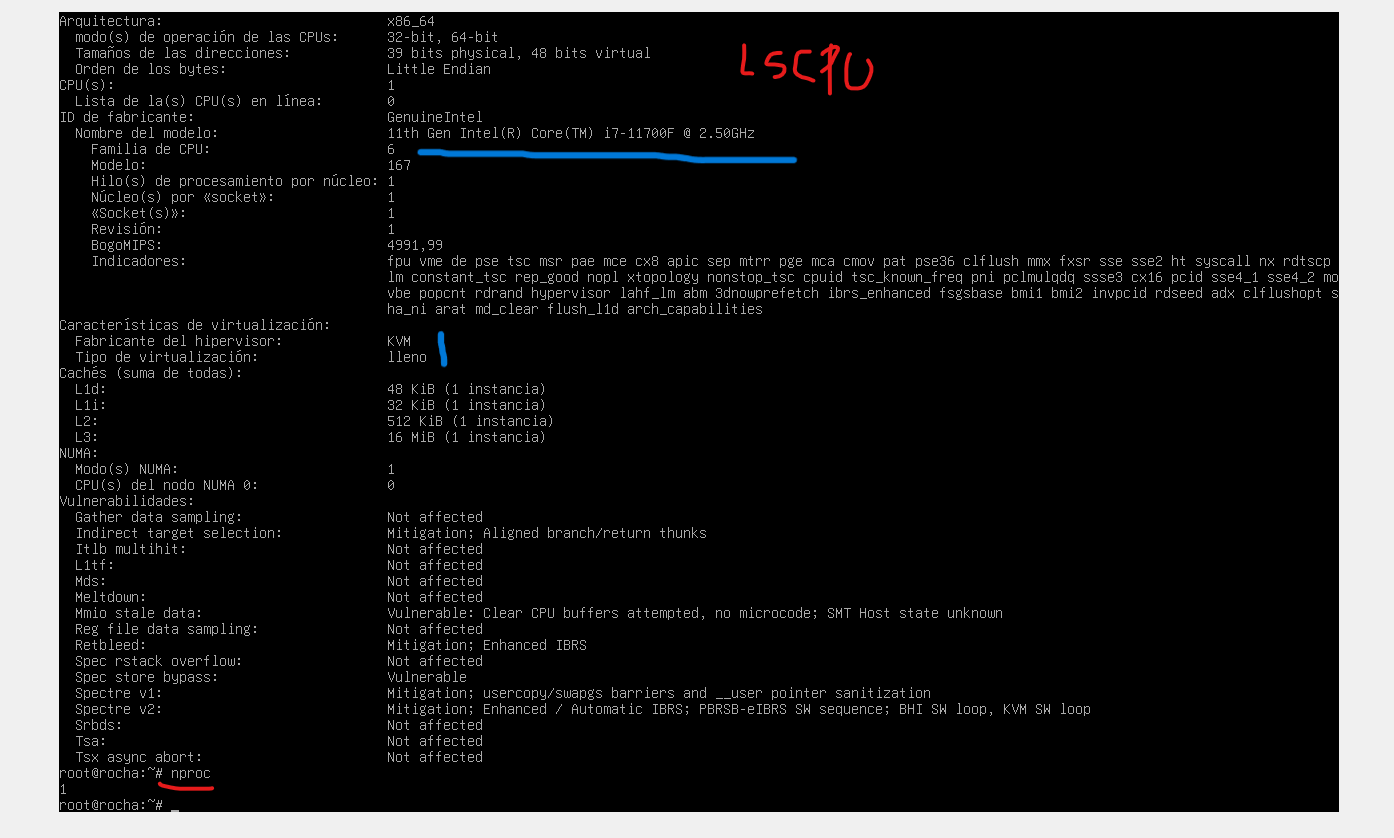 Arquitectura: x86_64
modo(s) de operación de las CPUs: 32-bit, 64-bit
Tamaños de las direcciones: 39 bits physical, 48 bits virtual
Orden de los bytes: Little Endian
LSCPU
CPU(s): 1
Lista de la(s) CPU(s) en línea: 0
ID de fabricante: GenuineIntel
Nombre del modelo: 11th Gen Intel(R) Core(TM) i7-11700F @ 2.50GHz
Familia de CPU: 6
Modelo: 167
Hilo(s) de procesamiento por núcleo: 1
Núcleo(s) por «socket»: 1
«Socket(s)»: 1
Revisión: 1
BogoMIPS: 4991,99
Indicadores: fpu vme de pse tsc msr pae mce cx8 apic sep mtrr pge mca cmov pat pse36 clflush mmx fxsr sse sse2 ht syscall nx rdtscp
lm constant_tsc rep_good nopl xtopology nonstop_tsc cpuid tsc_known_freq pni pclmulqdq ssse3 cx16 pcid sse4_1 sse4_2 mo
vbe popcnt rdrand hypervisor lahf_lm abm 3dnowprefetch ibrs_enhanced fsgsbase bmi1 bmi2 invpcid rdseed adx clflushopt s
ha_ni arat md_clear flush_l1d arch_capabilities
Características de virtualización:
Fabricante del hipervisor: KVM
Tipo de virtualización: lleno
Cachés (suma de todas):
L1d: 48 KiB (1 instancia)
L1i: 32 KiB (1 instancia)
L2: 512 KiB (1 instancia)
L3: 16 MiB (1 instancia)
NUMA:
Modo(s) NUMA: 1
CPU(s) del nodo NUMA 0: 0
Vulnerabilidades:
Gather data sampling: Not affected
Indirect target selection: Mitigation; Aligned branch/return thunks
Itlb multihit: Not affected
L1tf: Not affected
Mds: Not affected
Meltdown: Not affected
Mmio stale data: Vulnerable: Clear CPU buffers attempted, no microcode; SMT Host state unknown
Reg file data sampling: Not affected
Retbleed: Mitigation; Enhanced IBRS
Spec rstack overflow: Not affected
Spec store bypass: Vulnerable
Spectre v1: Mitigation; usercopy/swapgs barriers and __user pointer sanitization
Spectre v2: Mitigation; Enhanced / Automatic IBRS; PBRSB-eIBRS SW sequence; BHI SW loop, KVM SW loop
Srbds: Not affected
Tsa: Not affected
Tsx async abort: Not affected
root@rocha:~# nproc
1
root@rocha:~# _